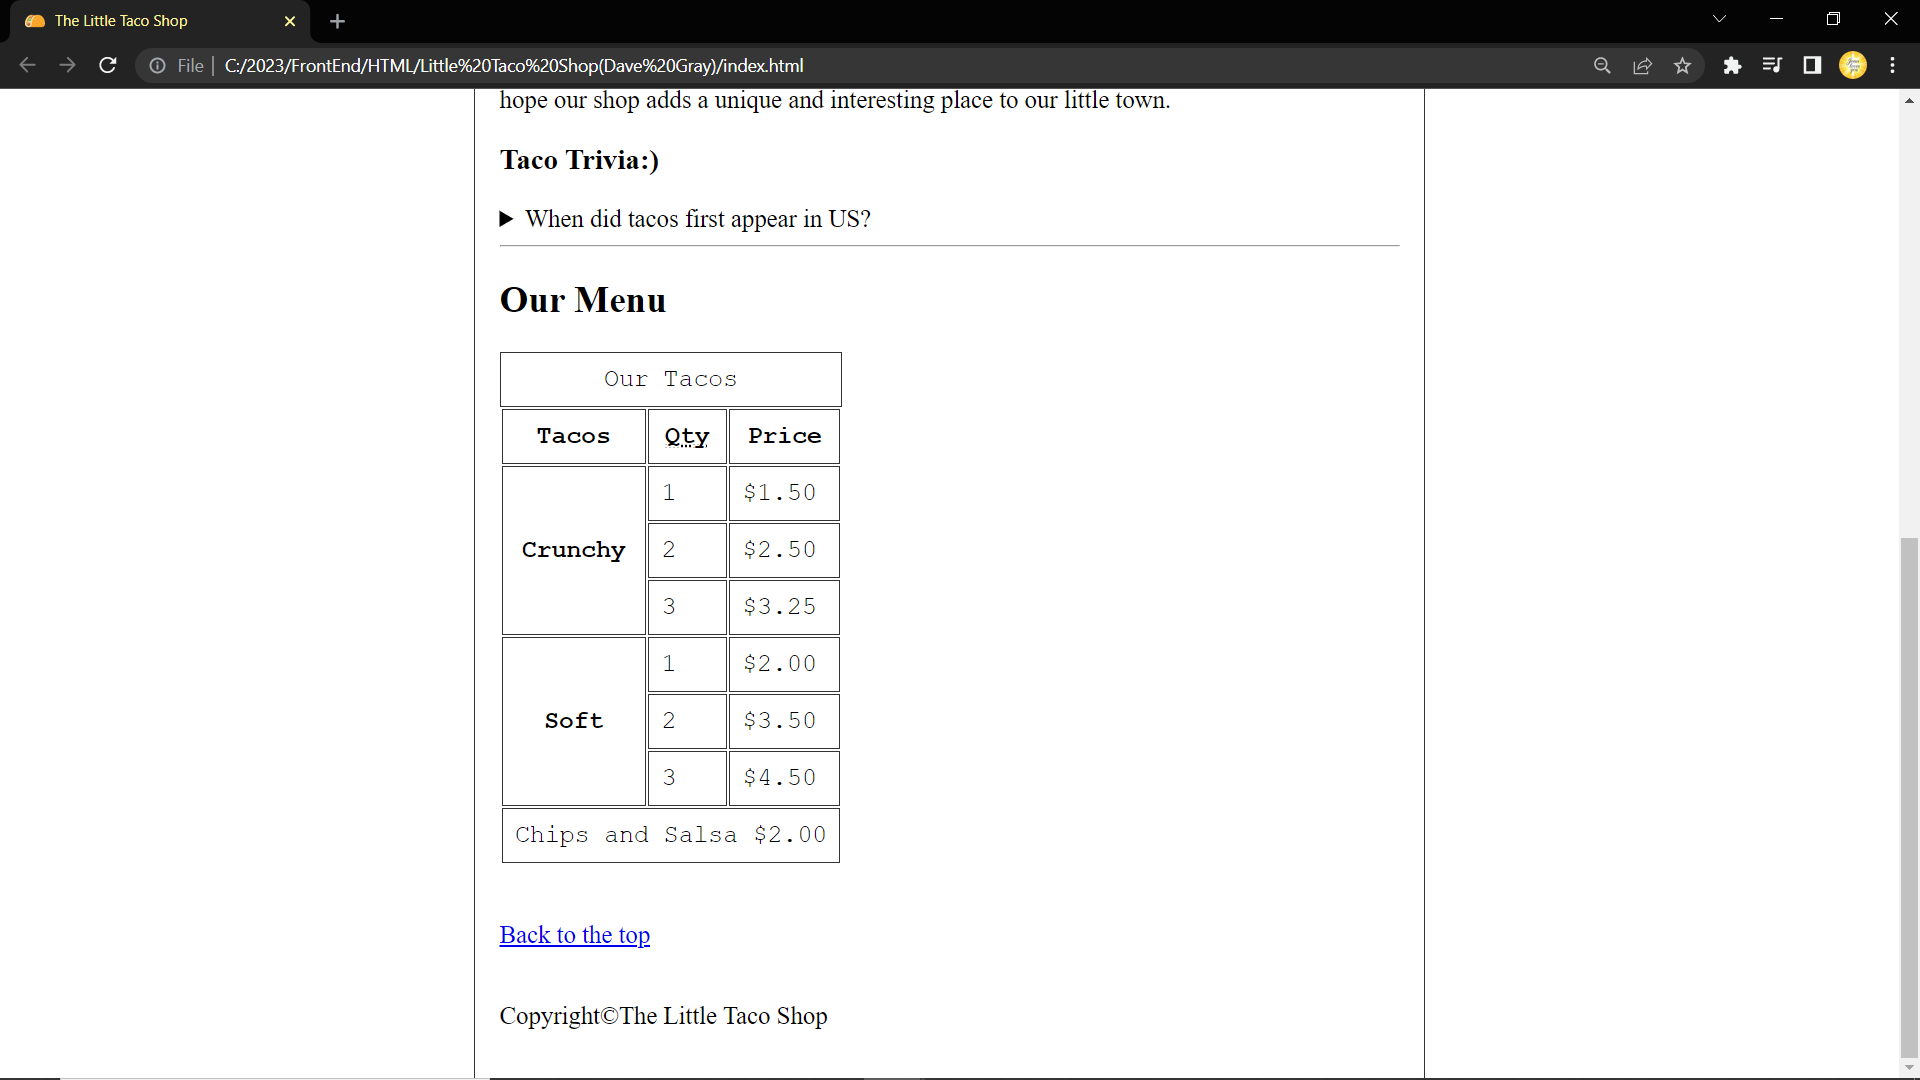 The Little Taco Shop
File C:/2023/FrontEnd/HTML/Little%20Taco%20Shop(Dave%20Gray)/index.html
hope our shop adds a unique and interesting place to our little town.
Taco Trivia:)
When did tacos first appear in US?
Our Menu
Our Tacos
Tacos Qty Price
Crunchy
1 $1.50
2 $2.50
3 $3.25
Soft
1 $2.00
2 $3.50
3 $4.50
Chips and Salsa $2.00
Back to the top
Copyright©The Little Taco Shop